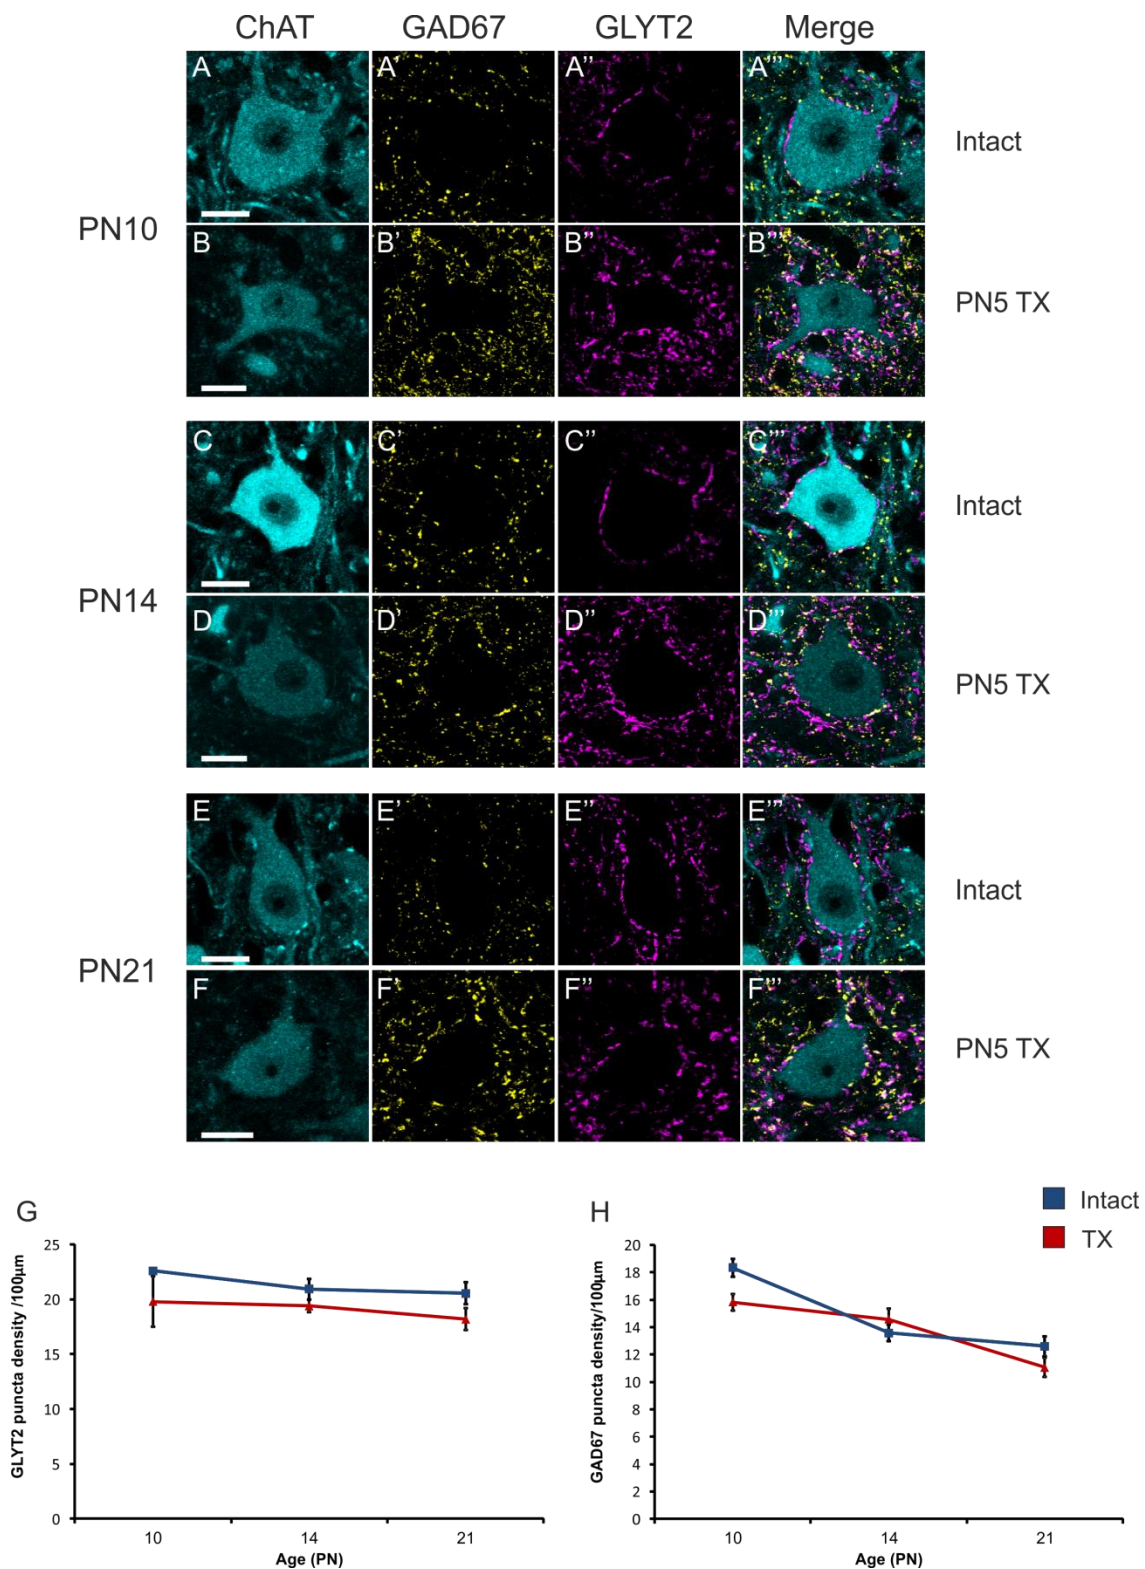 ChAT GAD67 GLYT2 Merge
A A’ A’’ A’’’
Intact
PN10
B B’ B’’ B’’’
PN5 TX
C C’ C’’ C’’’
Intact
PN14
D D’ D’’ D’’’
PN5 TX
E E’ E’’ E’’’
Intact
PN21
F F’ F’’ F’’’
PN5 TX
G
GLYT2 puncta density /100µm
25
20
15
10
5
0
10 14 21
Age (PN)
H
Intact
TX
GAD67 puncta density/100µm
20
18
16
14
12
10
8
6
4
2
0
10 14 21
Age (PN)